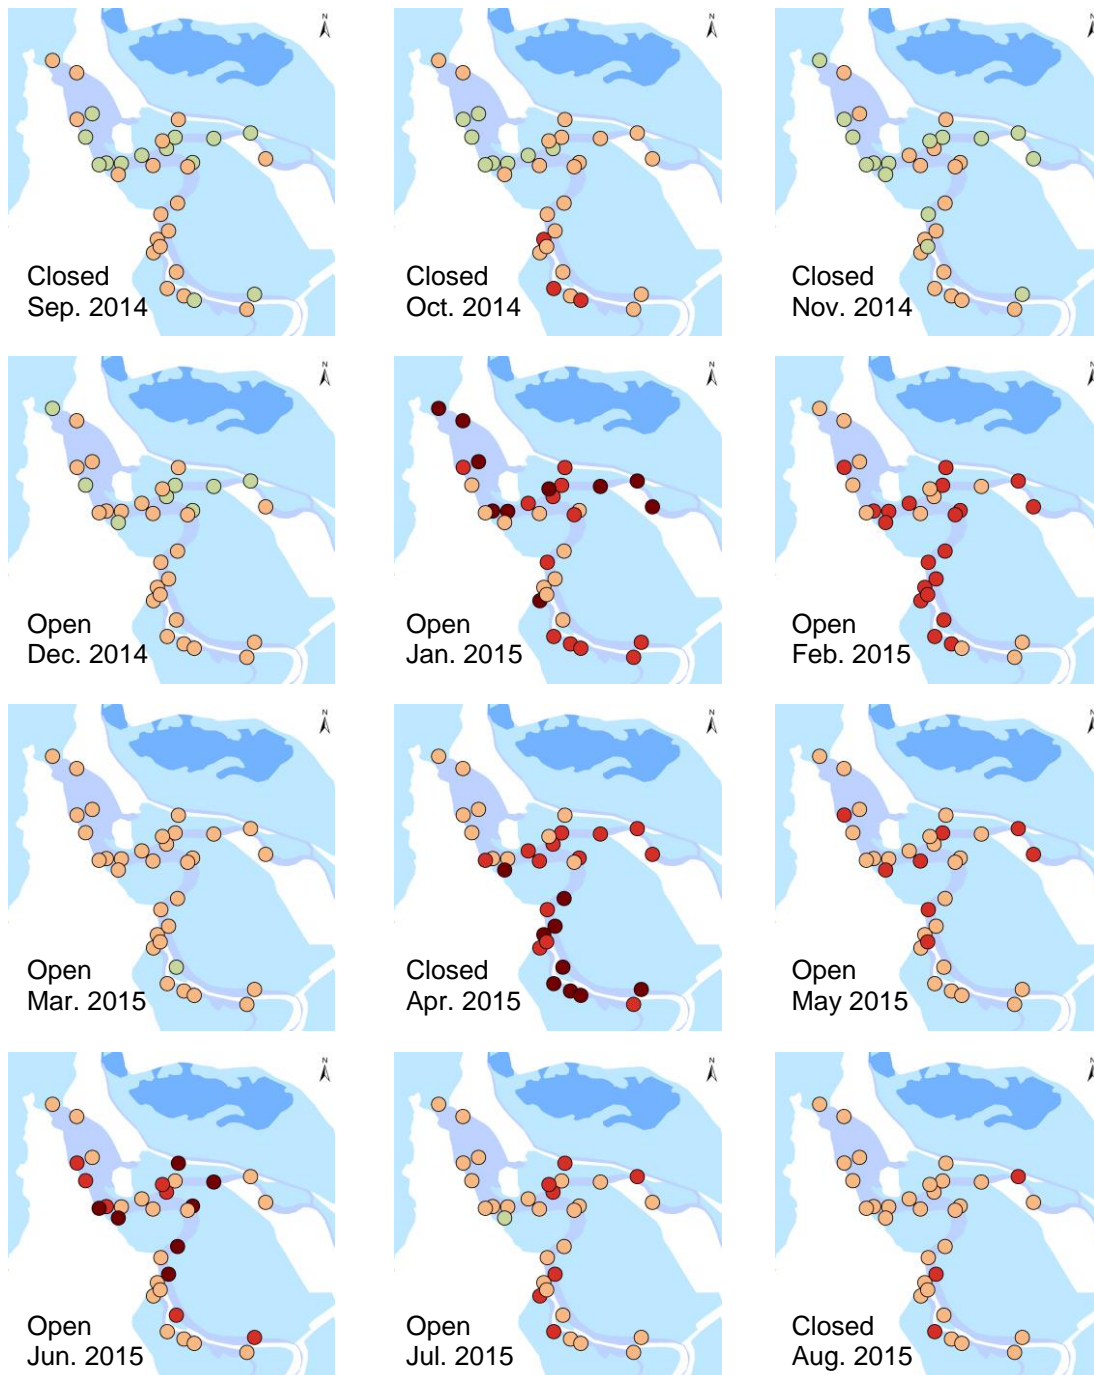 N
N
N
Closed
Sep. 2014
Closed
Oct. 2014
Closed
Nov. 2014
N
N
N
Open
Dec. 2014
Open
Jan. 2015
Open
Feb. 2015
N
N
N
Open
Mar. 2015
Closed
Apr. 2015
Open
May 2015
N
N
N
Open
Jun. 2015
Open
Jul. 2015
Closed
Aug. 2015